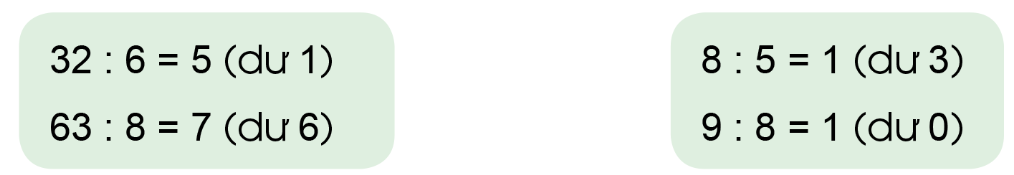 32 : 6 = 5 (dư 1)
63 : 8 = 7 (dư 6)
8 : 5 = 1 (dư 3)
9 : 8 = 1 (dư 0)